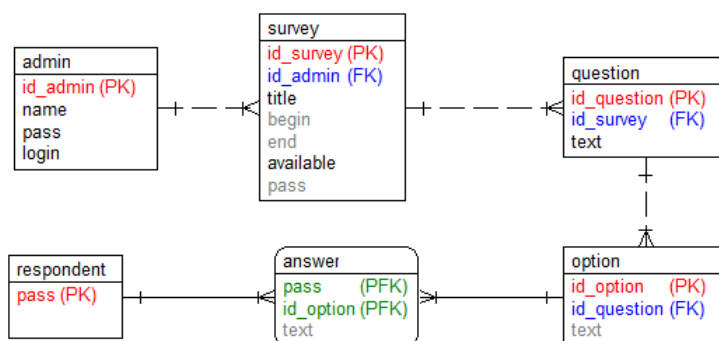 admin
id_admin (PK)
name
pass
login
survey
id_survey (PK)
id_admin (FK)
title
begin
end
available
pass
question
id_question (PK)
id_survey (FK)
text
respondent
pass (PK)
answer
pass (PFK)
id_option (PFK)
text
option
id_option (PK)
id_question (FK)
text